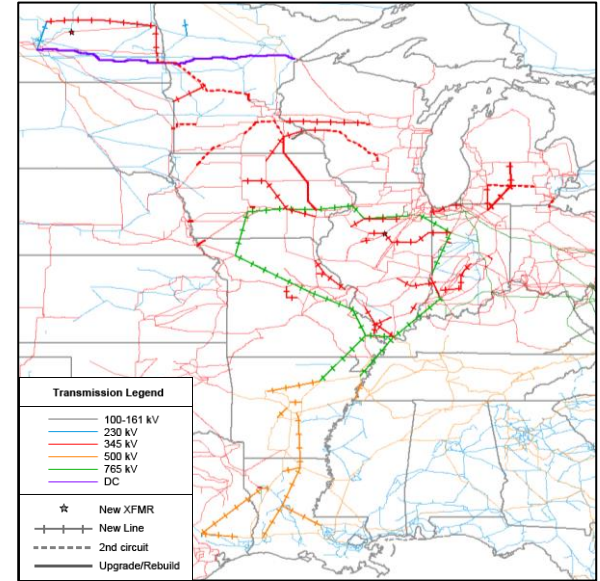 Transmission Legend
100-161 kV
230 kV
345 kV
500 kV
765 kV
DC
New XFMR
New Line
2nd circuit
Upgrade/Rebuild